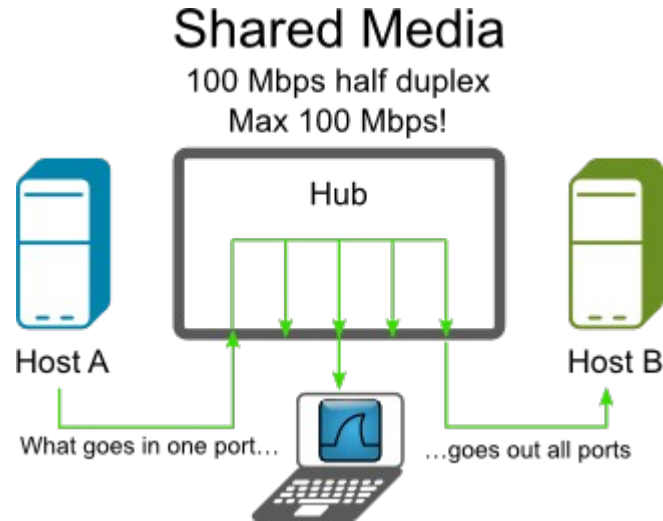 Shared Media
100 Mbps half duplex
Max 100 Mbps!
Hub
Host A
Host B
What goes in one port…
…goes out all ports